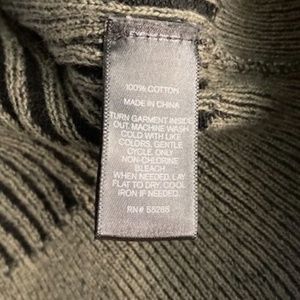 100% COTTON
MADE IN CHINA
TURN GARMENT INSIDE
OUT. MACHINE WASH
COLD WITH LIKE
COLORS, GENTLE
CYCLE. ONLY
NON-CHLORINE
BLEACH
WHEN NEEDED. LAY
FLAT TO DRY. COOL
IRON IF NEEDED.
RN# 55285